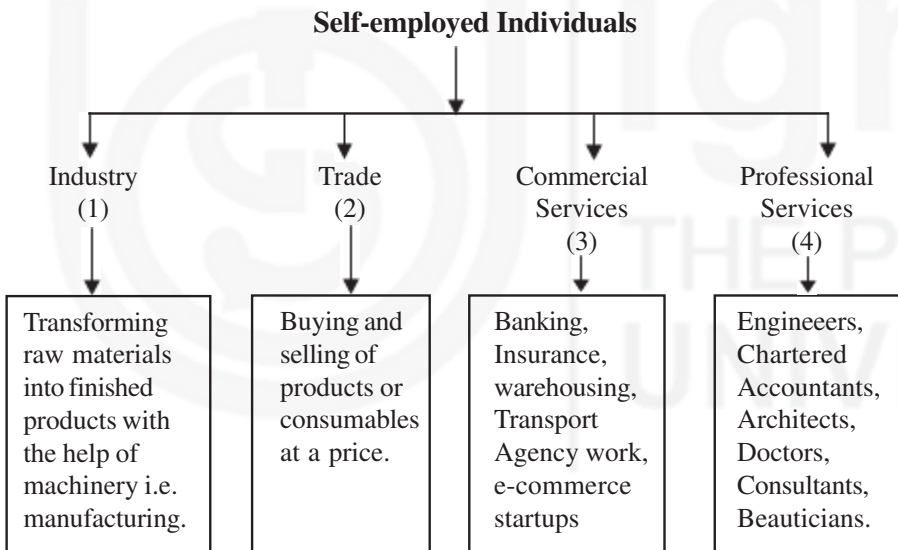 Self-employed Individuals
Industry
(1)
Trade
(2)
Commercial
Services
(3)
Professional
Services
(4)
Transforming
raw materials
into finished
products with
the help of
machinery i.e.
manufacturing.
Buying and
selling of
products or
consumables
at a price.
Banking,
Insurance,
warehousing,
Transport
Agency work,
e-commerce
startups
Engineeers,
Chartered
Accountants,
Architects,
Doctors,
Consultants,
Beauticians.
THE P
UNIV